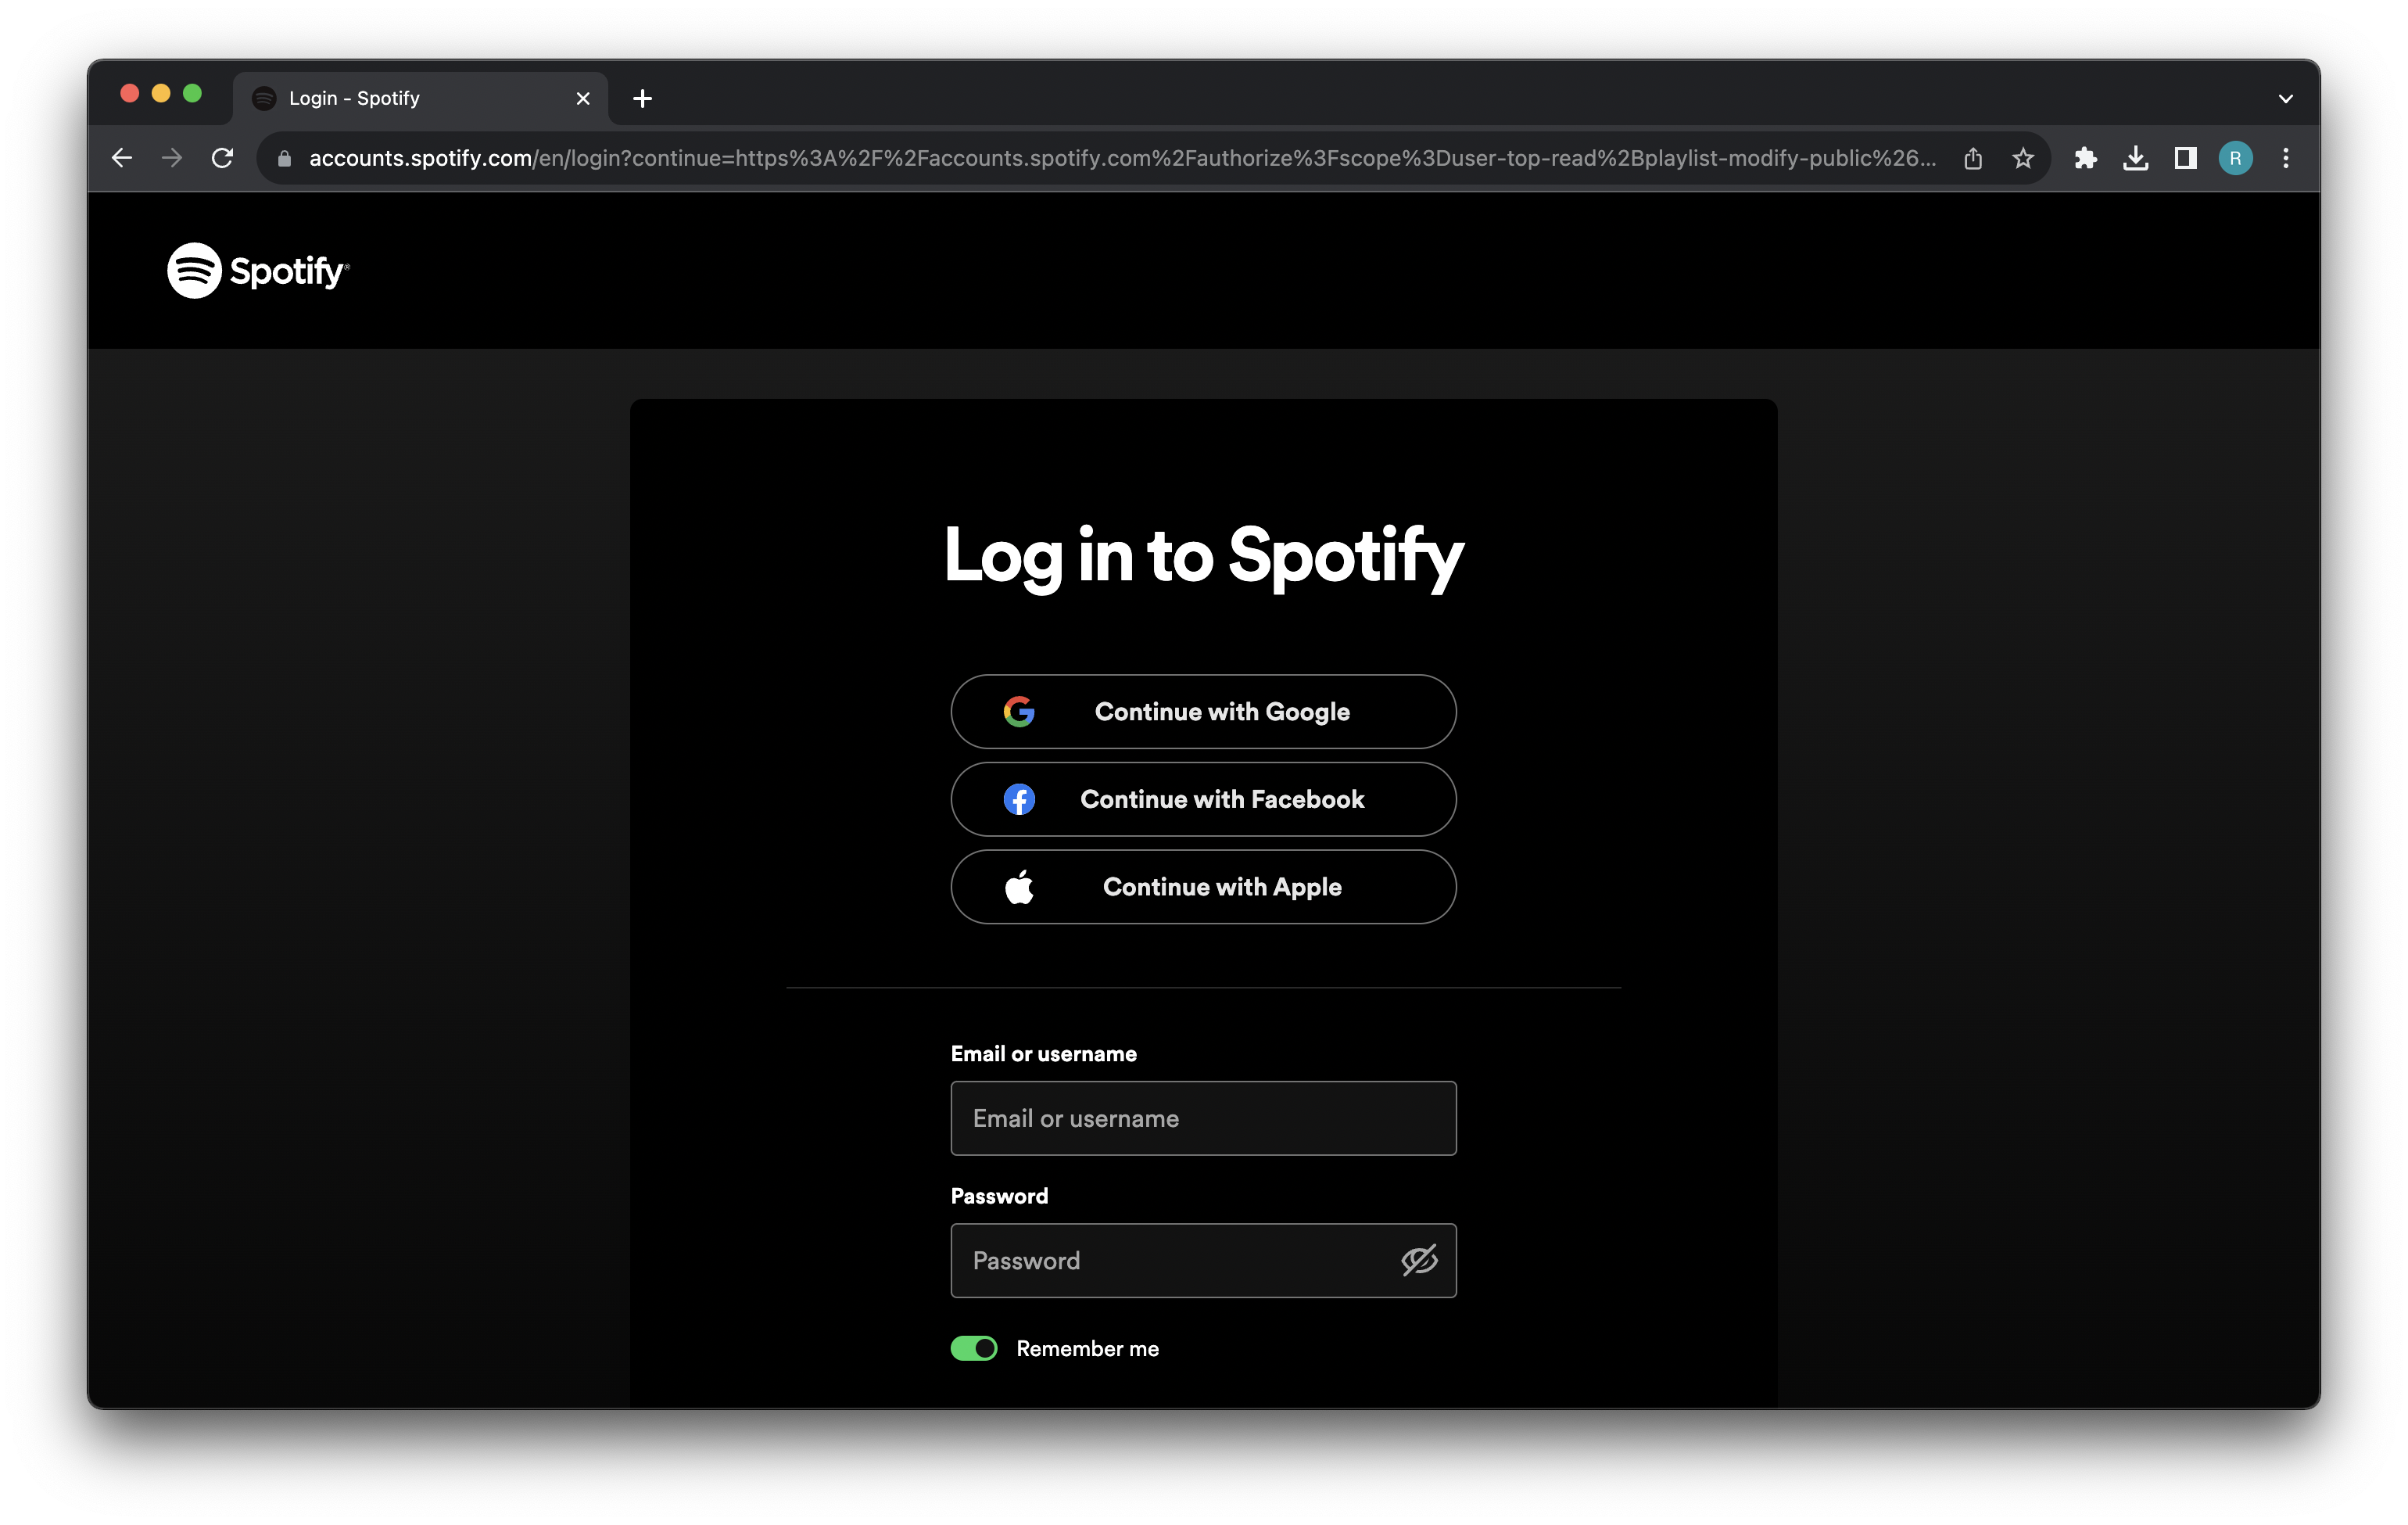 Login - Spotify
accounts.spotify.com/en/login?continue=https%3A%2F%2Faccounts.spotify.com%2Fauthorize%3Fscope%3Duser-top-read%2Bplaylist-modify-public%26...
R
Spotify®
Log in to Spotify
Continue with Google
Continue with Facebook
Continue with Apple
Email or username
Email or username
Password
Password
Remember me